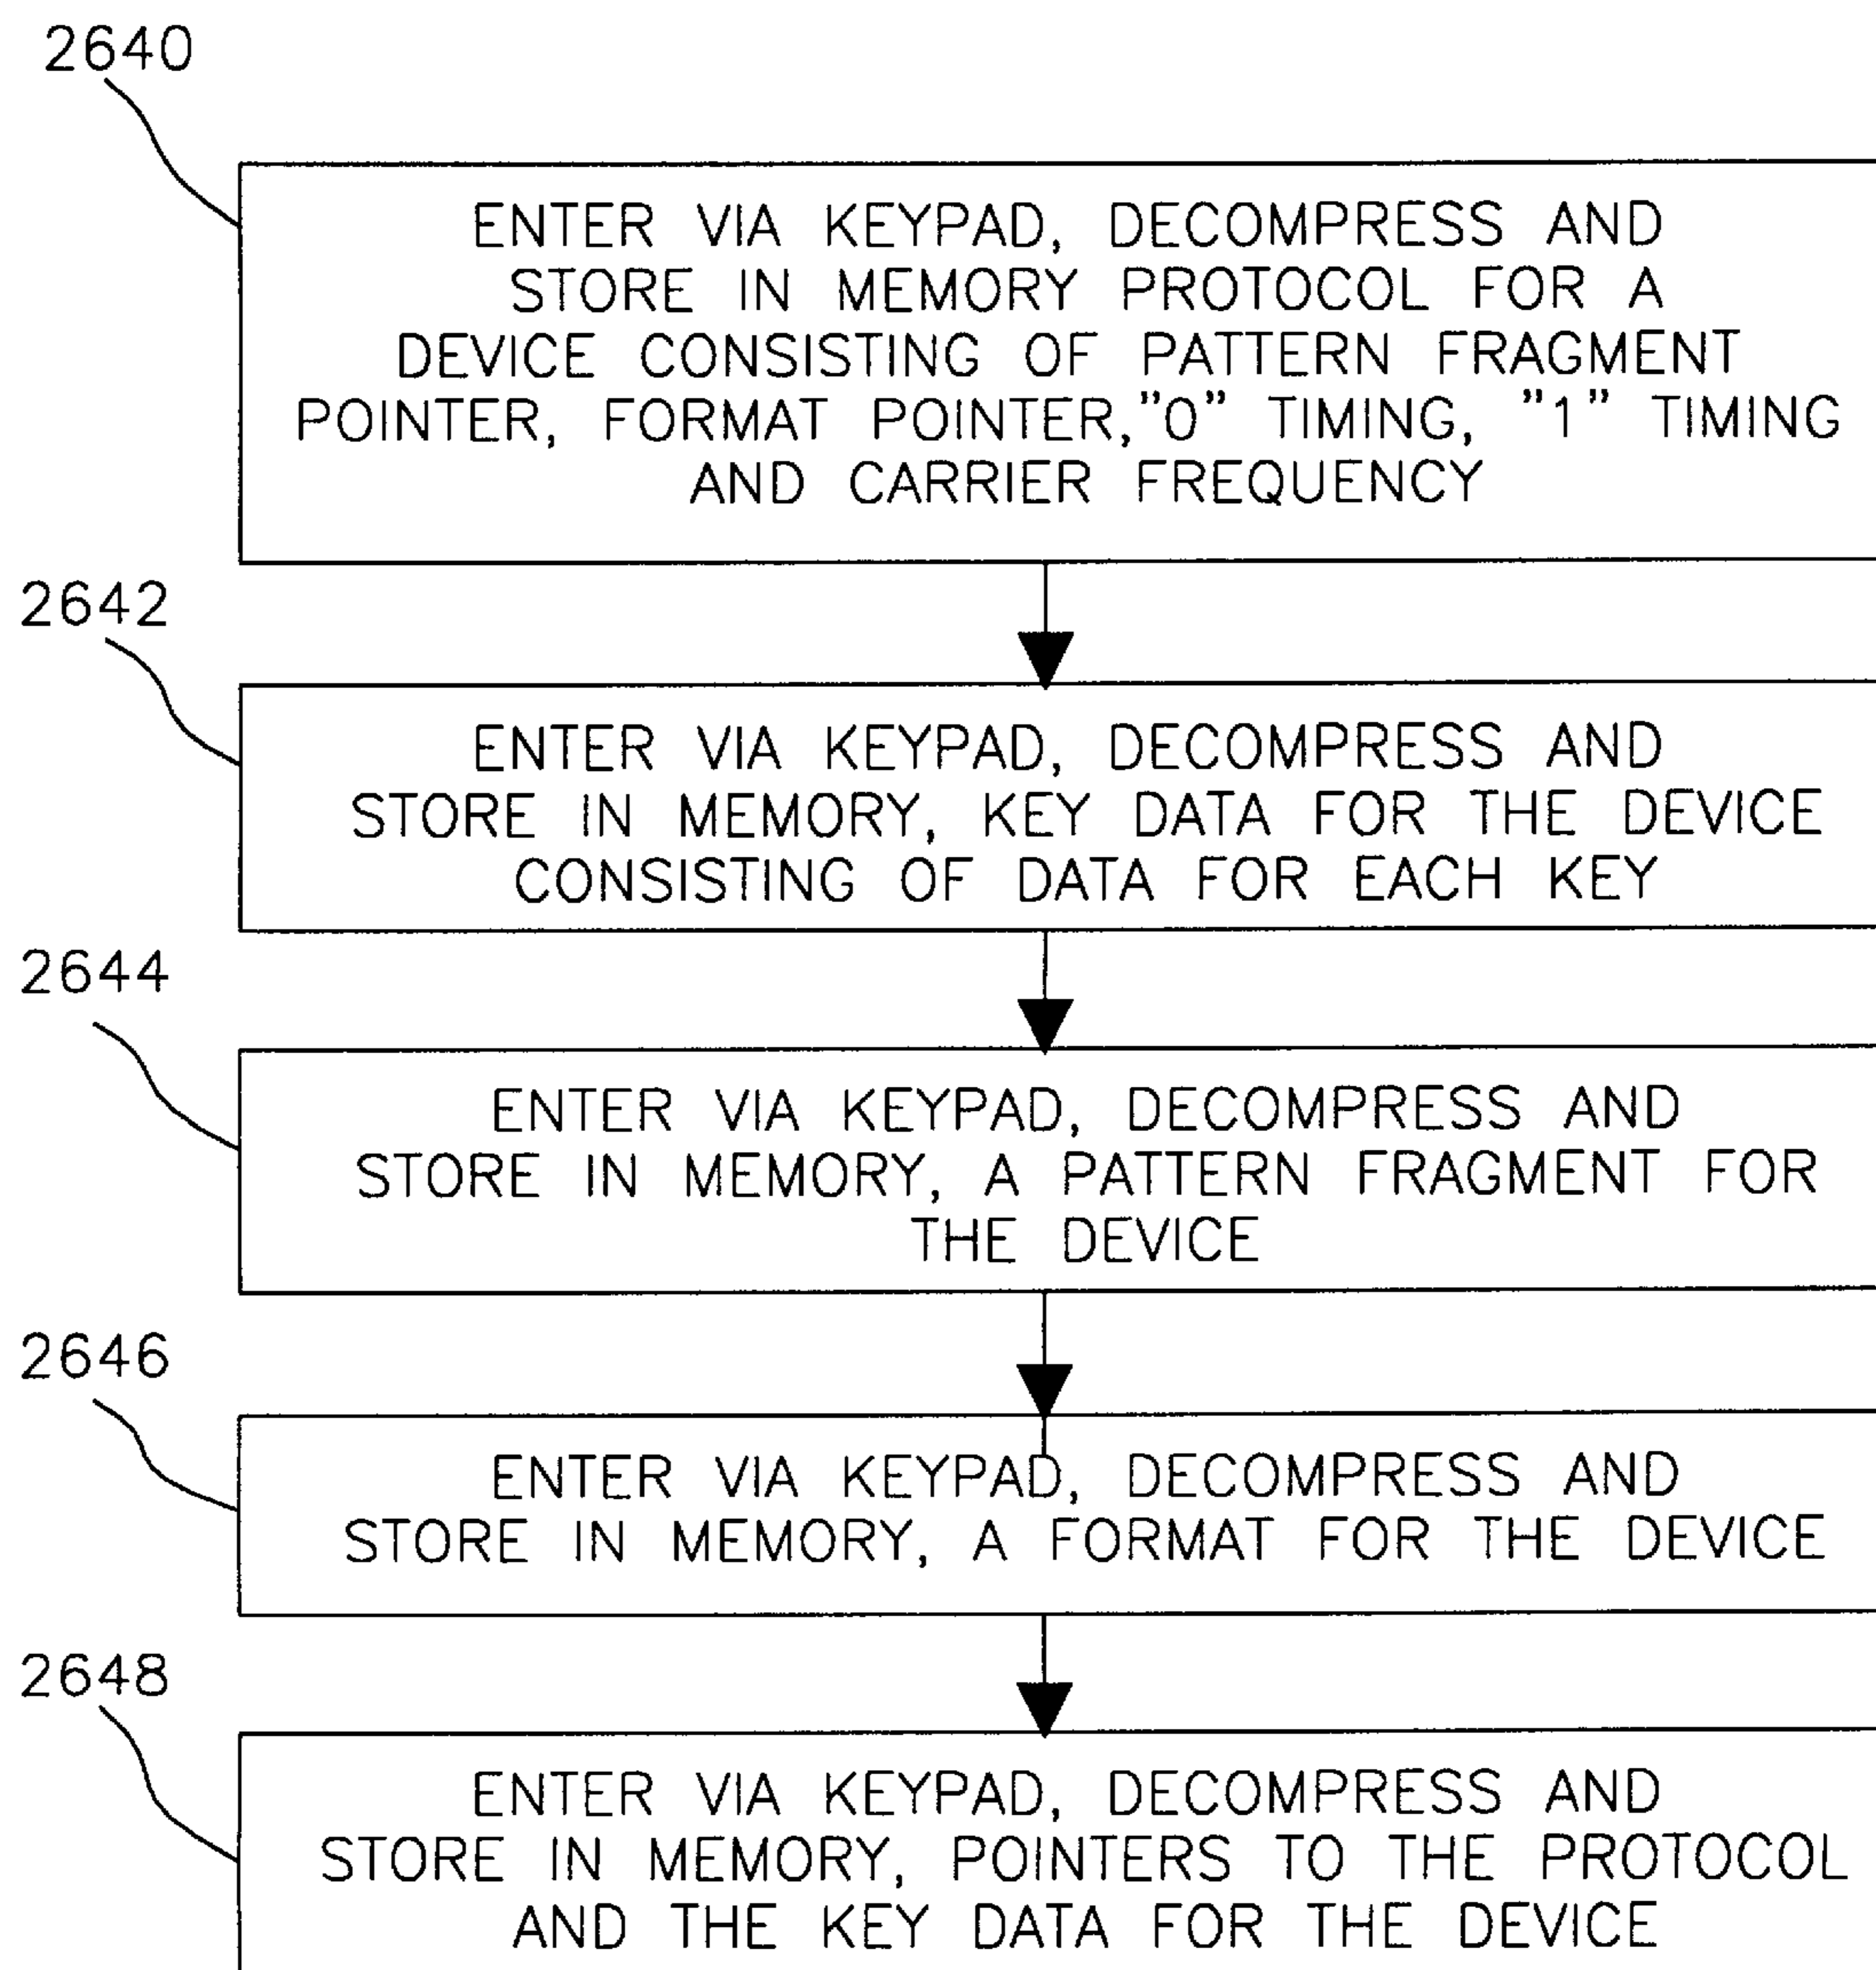 2640
ENTER VIA KEYPAD, DECOMPRESS AND
STORE IN MEMORY PROTOCOL FOR A
DEVICE CONSISTING OF PATTERN FRAGMENT
POINTER, FORMAT POINTER,"0" TIMING, "1" TIMING
AND CARRIER FREQUENCY
2642
ENTER VIA KEYPAD, DECOMPRESS AND
STORE IN MEMORY, KEY DATA FOR THE DEVICE
CONSISTING OF DATA FOR EACH KEY
2644
ENTER VIA KEYPAD, DECOMPRESS AND
STORE IN MEMORY, A PATTERN FRAGMENT FOR
THE DEVICE
2646
ENTER VIA KEYPAD, DECOMPRESS AND
STORE IN MEMORY, A FORMAT FOR THE DEVICE
2648
ENTER VIA KEYPAD, DECOMPRESS AND
STORE IN MEMORY, POINTERS TO THE PROTOCOL
AND THE KEY DATA FOR THE DEVICE